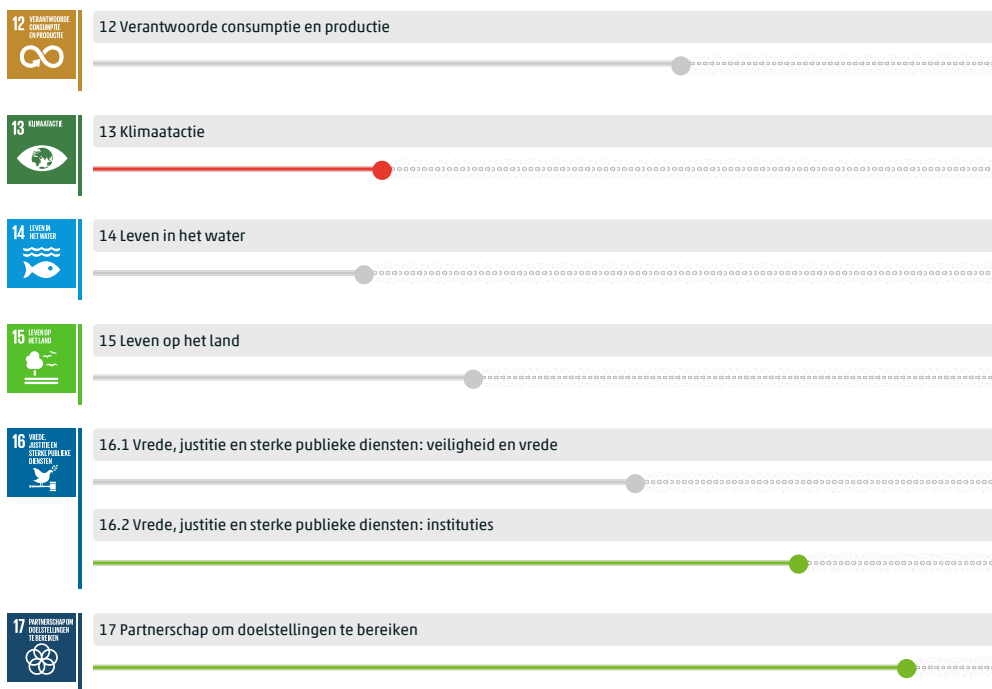 12 VERANTWOORDE
CONSUMPTIE
EN PRODUCTIE
12 Verantwoorde consumptie en productie
13 KLIMAATACTIE
13 Klimaatactie
14 LEVEN IN
HET WATER
14 Leven in het water
15 LEVEN OP
HET LAND
15 Leven op het land
16 VREDE,
JUSTITIE EN
STERKE PUBLIEKE
DIENSTEN
16.1 Vrede, justitie en sterke publieke diensten: veiligheid en vrede
16.2 Vrede, justitie en sterke publieke diensten: instituties
17 PARTNERSCHAP OM
DOELSTELLINGEN
TE BEREIKEN
17 Partnerschap om doelstellingen te bereiken